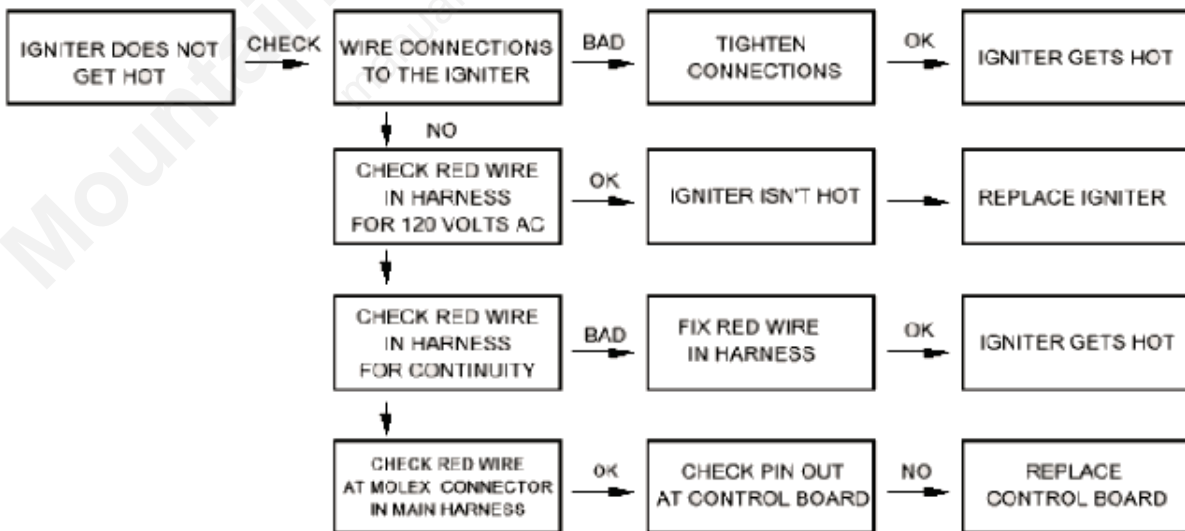 IGNITER DOES NOT
GET HOT
CHECK
WIRE CONNECTIONS
TO THE IGNITER
BAD
TIGHTEN
CONNECTIONS
OK
IGNITER GETS HOT
NO
CHECK RED WIRE
IN HARNESS
FOR 120 VOLTS AC
OK
IGNITER ISN'T HOT
REPLACE IGNITER
CHECK RED WIRE
IN HARNESS
FOR CONTINUITY
BAD
FIX RED WIRE
IN HARNESS
OK
IGNITER GETS HOT
CHECK RED WIRE
AT MOLEX CONNECTOR
IN MAIN HARNESS
OK
CHECK PIN OUT
AT CONTROL BOARD
NO
REPLACE
CONTROL BOARD